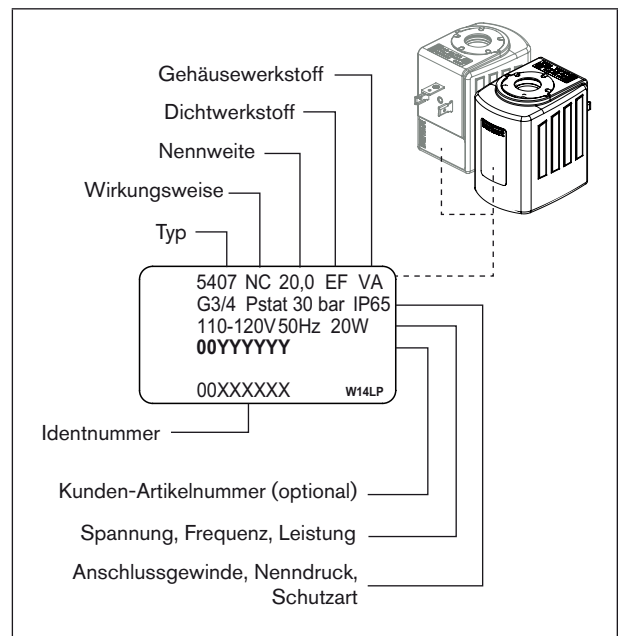 Gehäusewerkstoff
Dichtwerkstoff
Nennweite
Wirkungsweise
Typ
5407 NC 20,0 EF VA
G3/4 Pstat 30 bar IP65
110-120V 50Hz 20W
00YYYYYY
00XXXXXX W14LP
Identnummer
Kunden-Artikelnummer (optional)
Spannung, Frequenz, Leistung
Anschlussgewinde, Nenndruck,
Schutzart